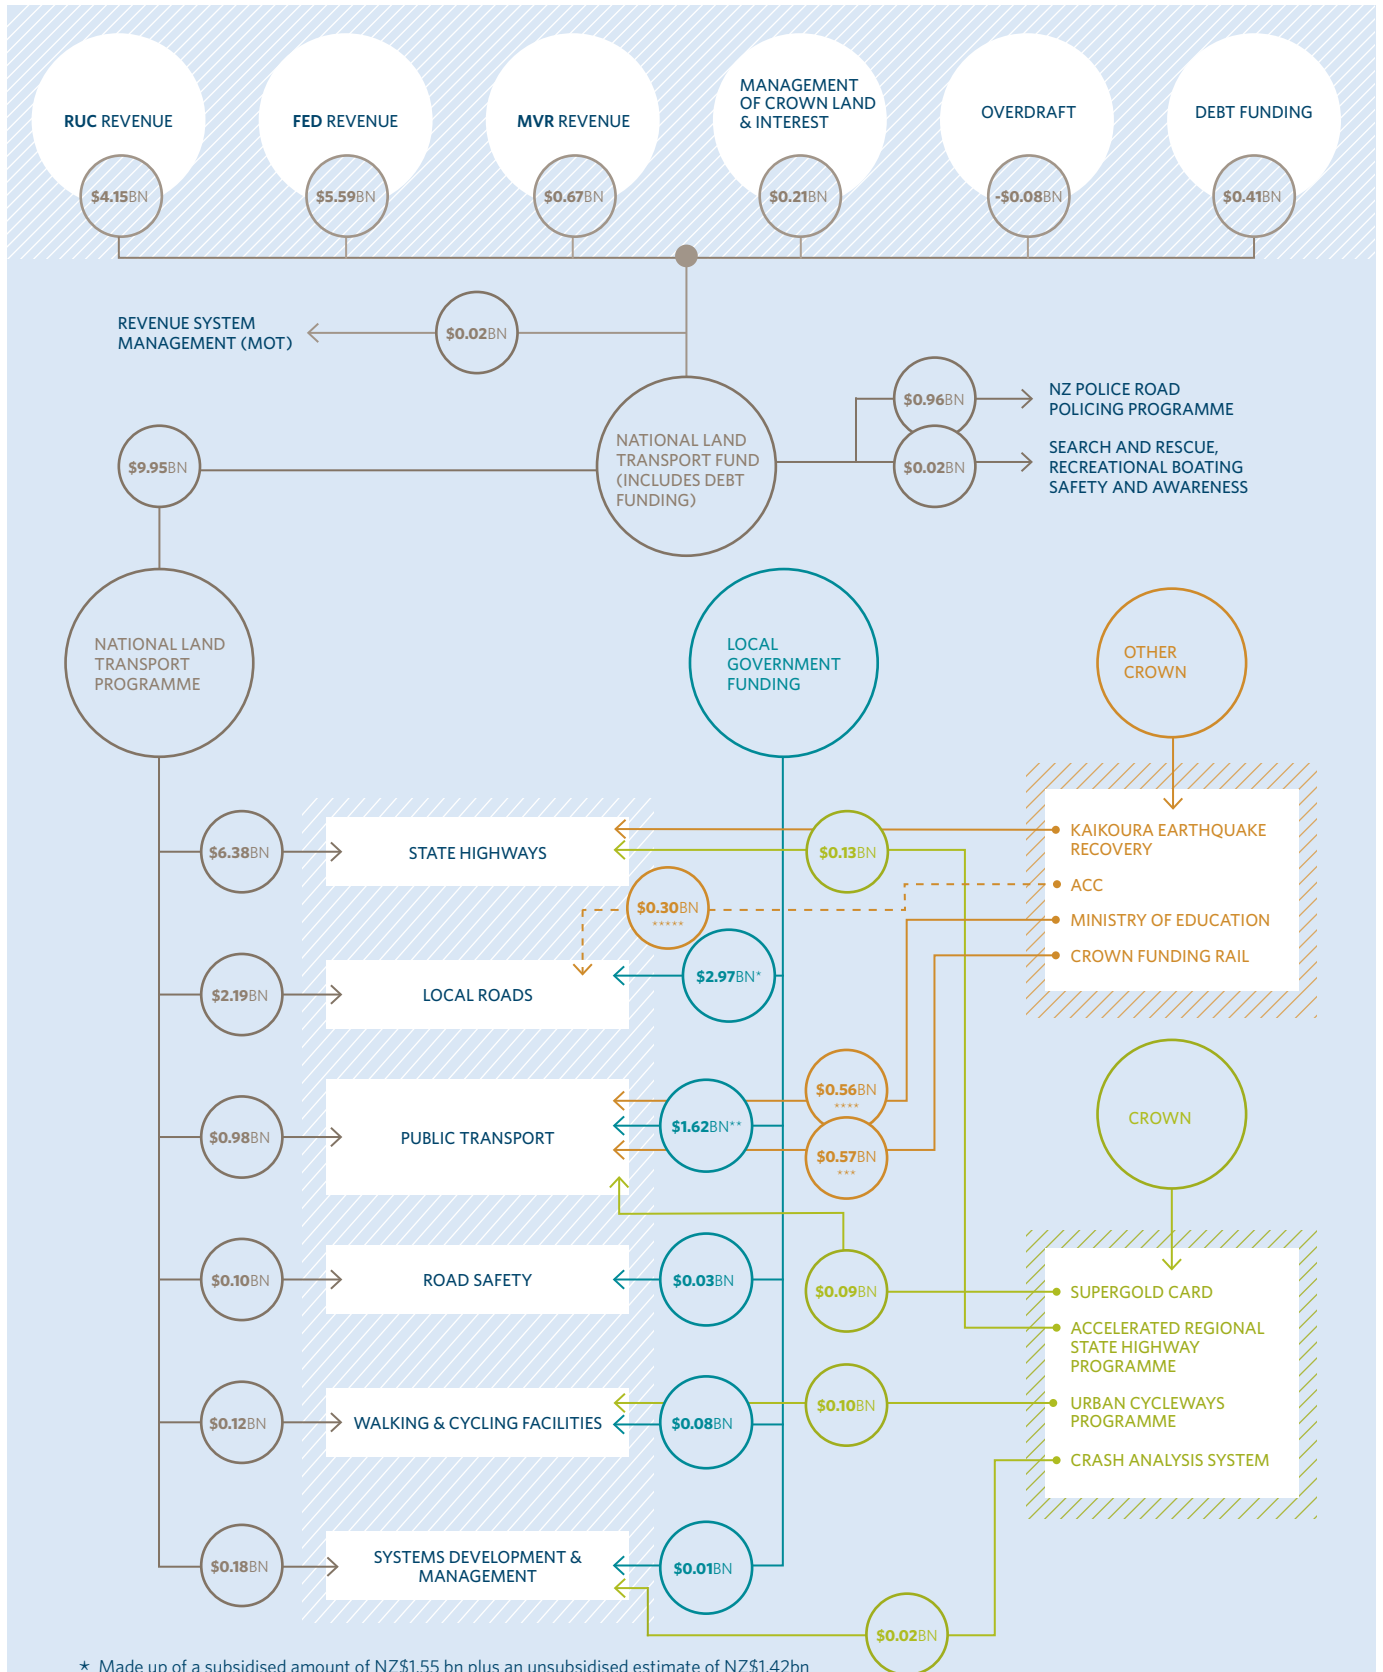 RUC REVENUE
FED REVENUE
MVR REVENUE
MANAGEMENT
OF CROWN LAND
& INTEREST
OVERDRAFT
DEBT FUNDING
$4.15BN
$5.59BN
$0.67BN
$0.21BN
-$0.08BN
$0.41BN
REVENUE SYSTEM
MANAGEMENT (MOT)
$0.02BN
$0.96BN
NZ POLICE ROAD
POLICING PROGRAMME
$9.95BN
NATIONAL LAND
TRANSPORT FUND
(INCLUDES DEBT
FUNDING)
$0.02BN
SEARCH AND RESCUE,
RECREATIONAL BOATING
SAFETY AND AWARENESS
NATIONAL LAND
TRANSPORT
PROGRAMME
LOCAL
GOVERNMENT
FUNDING
OTHER
CROWN
$6.38BN
STATE HIGHWAYS
$0.13BN
KAIKOURA EARTHQUAKE
RECOVERY
ACC
MINISTRY OF EDUCATION
CROWN FUNDING RAIL
$0.30BN
*****
$2.19BN
LOCAL ROADS
$2.97BN*
$0.98BN
PUBLIC TRANSPORT
$1.62BN**
$0.56BN
****
$0.57BN
***
CROWN
$0.10BN
ROAD SAFETY
$0.03BN
$0.09BN
SUPERGOLD CARD
ACCELERATED REGIONAL
STATE HIGHWAY
PROGRAMME
URBAN CYCLEWAYS
PROGRAMME
CRASH ANALYSIS SYSTEM
$0.12BN
WALKING & CYCLING FACILITIES
$0.08BN
$0.10BN
$0.18BN
SYSTEMS DEVELOPMENT &
MANAGEMENT
$0.01BN
$0.02BN
* Made up of a subsidised amount of NZ$1.55 bn plus an unsubsidised estimate of NZ$1.42bn